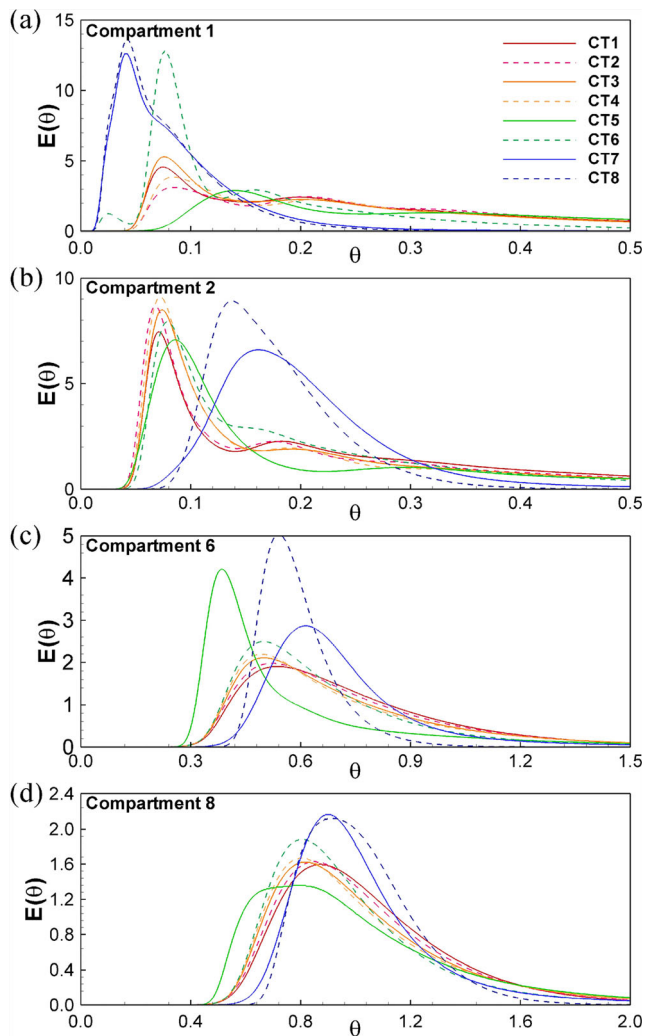 (a)
Compartment 1
15
10
5
0
E(θ)
CT1
CT2
CT3
CT4
CT5
CT6
CT7
CT8
0.0 0.1 0.2 0.3 0.4 0.5
θ
(b)
Compartment 2
10
5
0
E(θ)
0.0 0.1 0.2 0.3 0.4 0.5
θ
(c)
Compartment 6
5
4
3
2
1
0
E(θ)
0.0 0.3 0.6 0.9 1.2 1.5
θ
(d)
Compartment 8
2.4
2.0
1.6
1.2
0.8
0.4
0.0
E(θ)
0.0 0.4 0.8 1.2 1.6 2.0
θ